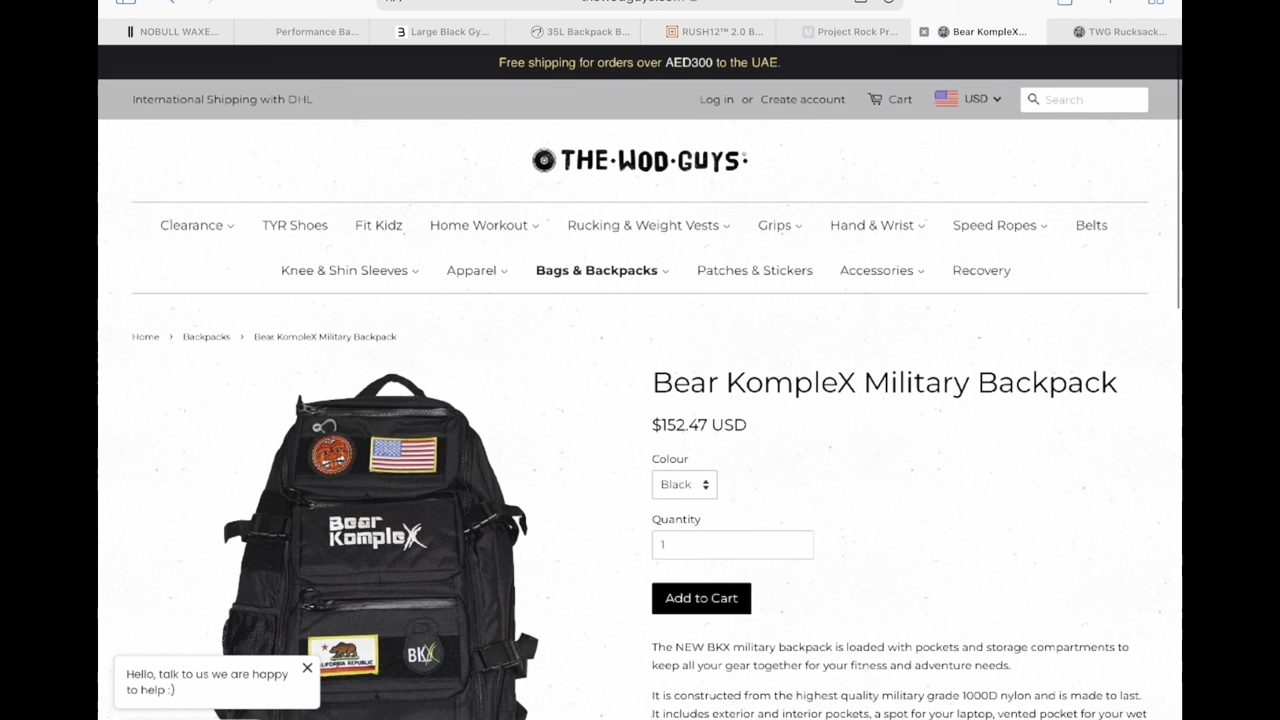 NOBULL WAXE...
Performance Ba...
Large Black Gy...
35L Backpack B...
RUSH12™ 2.0 B...
Project Rock Pr...
Bear KompleX...
TWG Rucksack...
Free shipping for orders over AED300 to the UAE.
International Shipping with DHL
Log in or Create account
Cart
USD
Search
THE·WOD·GUYS·
Clearance
TYR Shoes
Fit Kidz
Home Workout
Rucking & Weight Vests
Grips
Hand & Wrist
Speed Ropes
Belts
Knee & Shin Sleeves
Apparel
Bags & Backpacks
Patches & Stickers
Accessories
Recovery
Home › Backpacks › Bear KompleX Military Backpack
Bear KompleX Military Backpack
$152.47 USD
Colour
Black
Quantity
1
Add to Cart
The NEW BKX military backpack is loaded with pockets and storage compartments to
keep all your gear together for your fitness and adventure needs.
It is constructed from the highest quality military grade 1000D nylon and is made to last.
It includes exterior and interior pockets, a spot for your laptop, vented pocket for your wet
Bear
KompleX
CALIFORNIA REPUBLIC
BKX
Hello, talk to us we are happy
to help :)